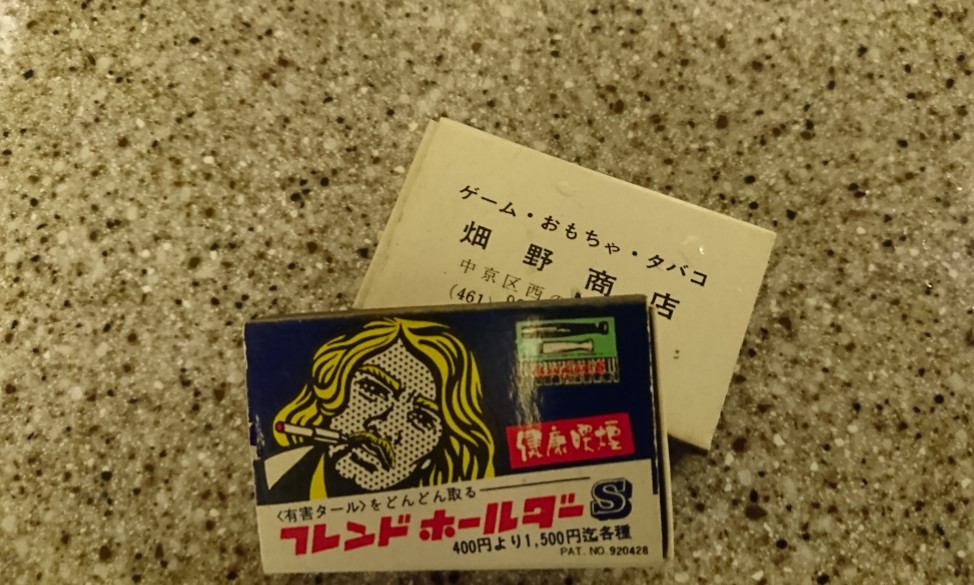 ゲーム・おもちゃ・タバコ
畑野商店
中京区西
(461)
健康喫煙
〈有害タール〉をどんどん取る
フレンドホールダー S
400円より1,500円迄各種
PAT. NO.920428